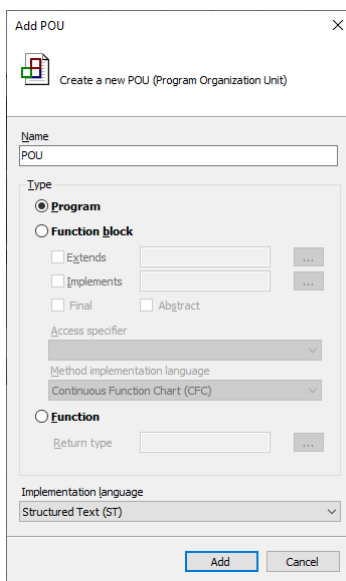 Add POU
Create a new POU (Program Organization Unit)
Name
POU
Type
Program
Function block
Extends
...
Implements
...
Final Abstract
Access specifier
Method implementation language
Continuous Function Chart (CFC)
Function
Return type
...
Implementation language
Structured Text (ST)
Add Cancel